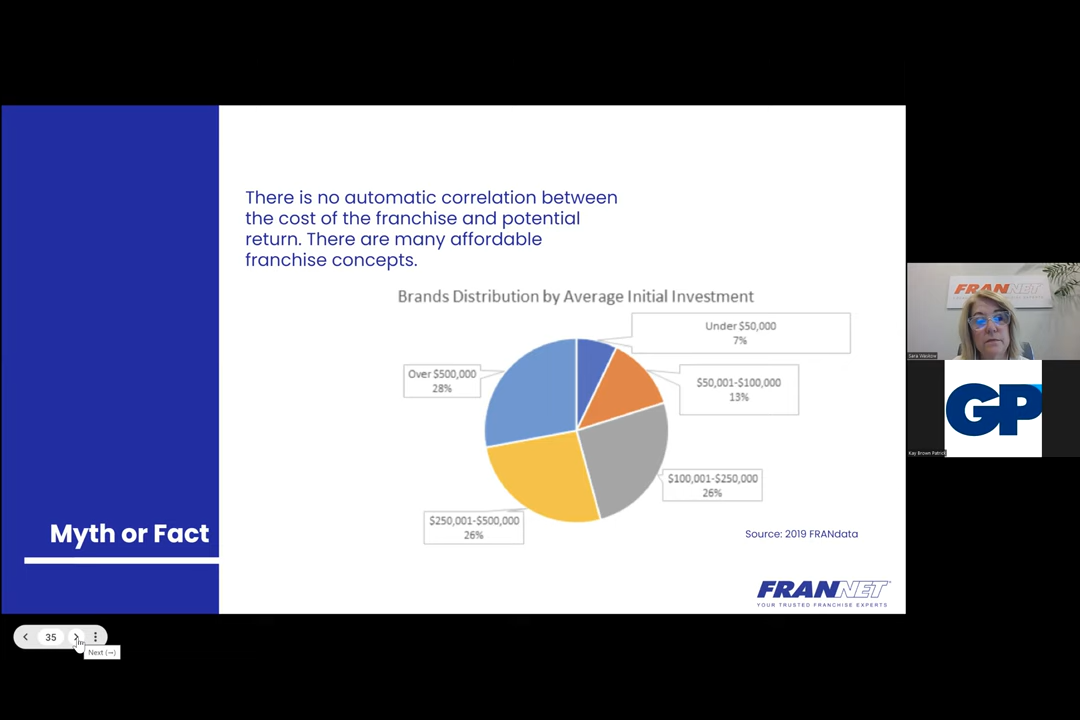 There is no automatic correlation between
the cost of the franchise and potential
return. There are many affordable
franchise concepts.
Brands Distribution by Average Initial Investment
Under $50,000
7%
Over $500,000
28%
$50,001-$100,000
13%
$100,001-$250,000
26%
$250,001-$500,000
26%
Myth or Fact
Source: 2019 FRANdata
FRANNET
YOUR TRUSTED FRANCHISE EXPERTS
35
Next (→)
FRANNET
GP
Kay Brown Patrick